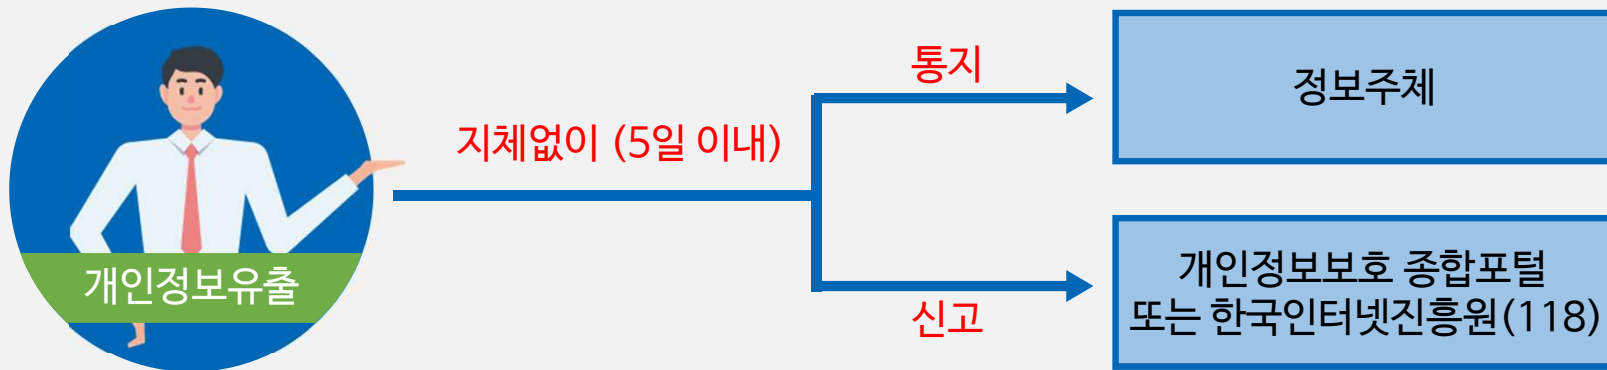 개인정보유출
지체없이 (5일 이내)
통지
정보주체
신고
개인정보보호 종합포털
또는 한국인터넷진흥원(118)